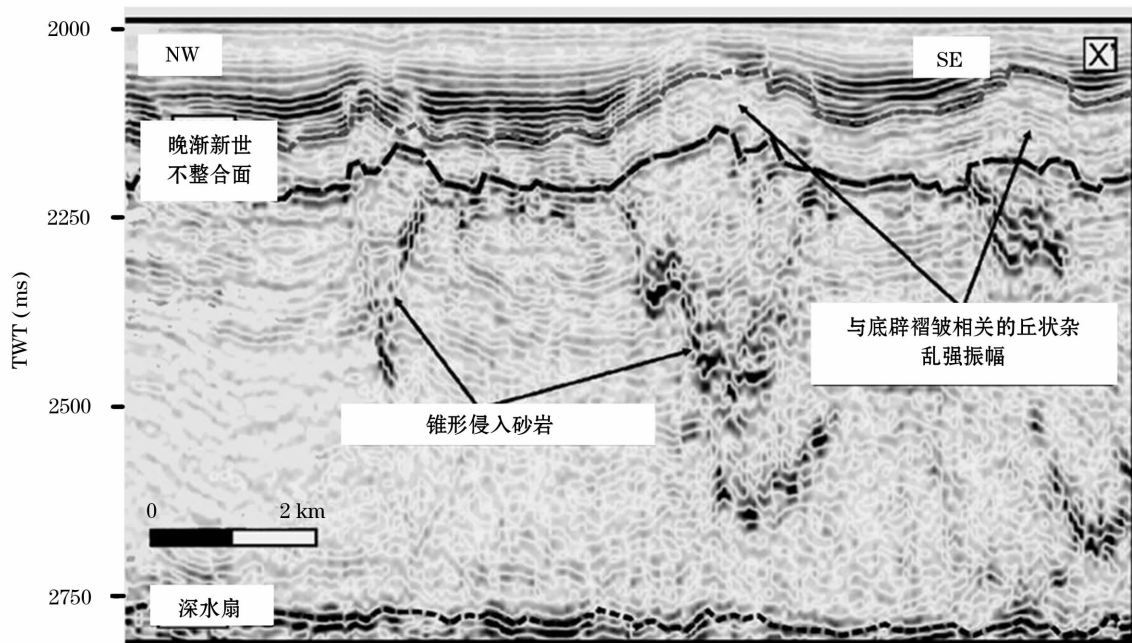 2000
NW
SE
X'
晚渐新世
不整合面
2250
TWT (ms)
与底辟褶皱相关的丘状杂
乱强振幅
2500
锥形侵入砂岩
0 2 km
2750
深水扇